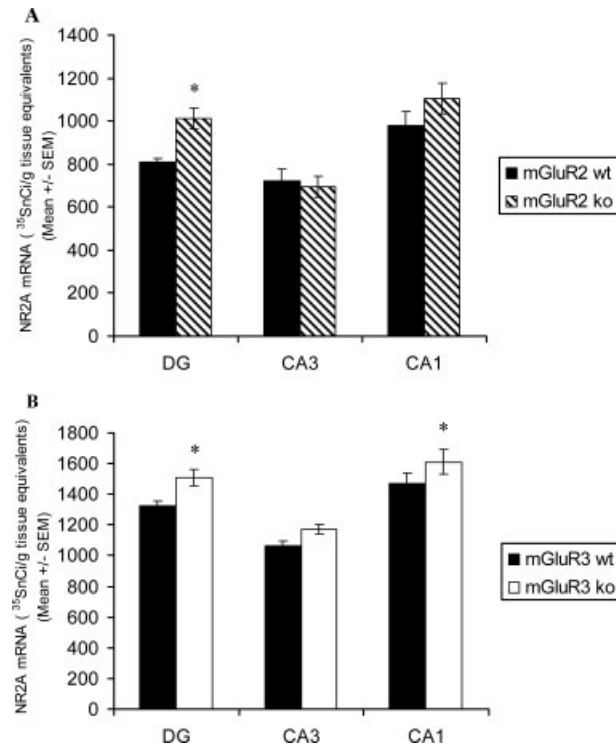 A
NR2A mRNA ( ³⁵SnCi/g tissue equivalents)
(Mean +/- SEM)
1400
1200
1000
800
600
400
200
0
*
DG
CA3
CA1
mGluR2 wt
mGluR2 ko
B
NR2A mRNA ( ³⁵SnCi/g tissue equivalents)
(Mean +/- SEM)
1800
1600
1400
1200
1000
800
600
400
200
0
*
*
DG
CA3
CA1
mGluR3 wt
mGluR3 ko